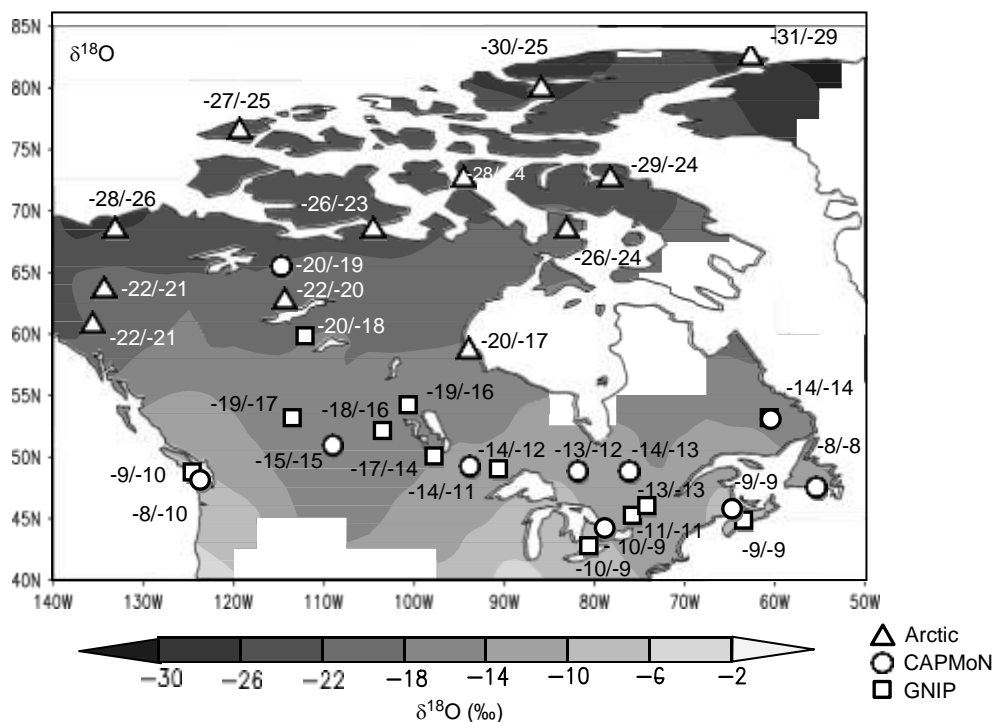 85N
δ18O
-30/-25
-31/-29
80N
-27/-25
75N
-28/-24
-29/-24
-28/-26
-26/-23
70N
-26/-24
65N
-20/-19
-22/-21
-22/-20
-20/-18
60N
-22/-21
-20/-17
55N
-19/-17
-18/-16
-19/-16
-14/-14
50N
-9/-10
-15/-15
-17/-14
-14/-12
-13/-12
-14/-13
-8/-8
-14/-11
-13/-13
-9/-9
-8/-10
45N
-11/-11
-10/-9
-9/-9
-10/-9
40N
140W 130W 120W 110W 100W 90W 80W 70W 60W 50W
−30 −26 −22 −18 −14 −10 −6 −2
δ18O (‰)
Arctic
CAPMoN
GNIP